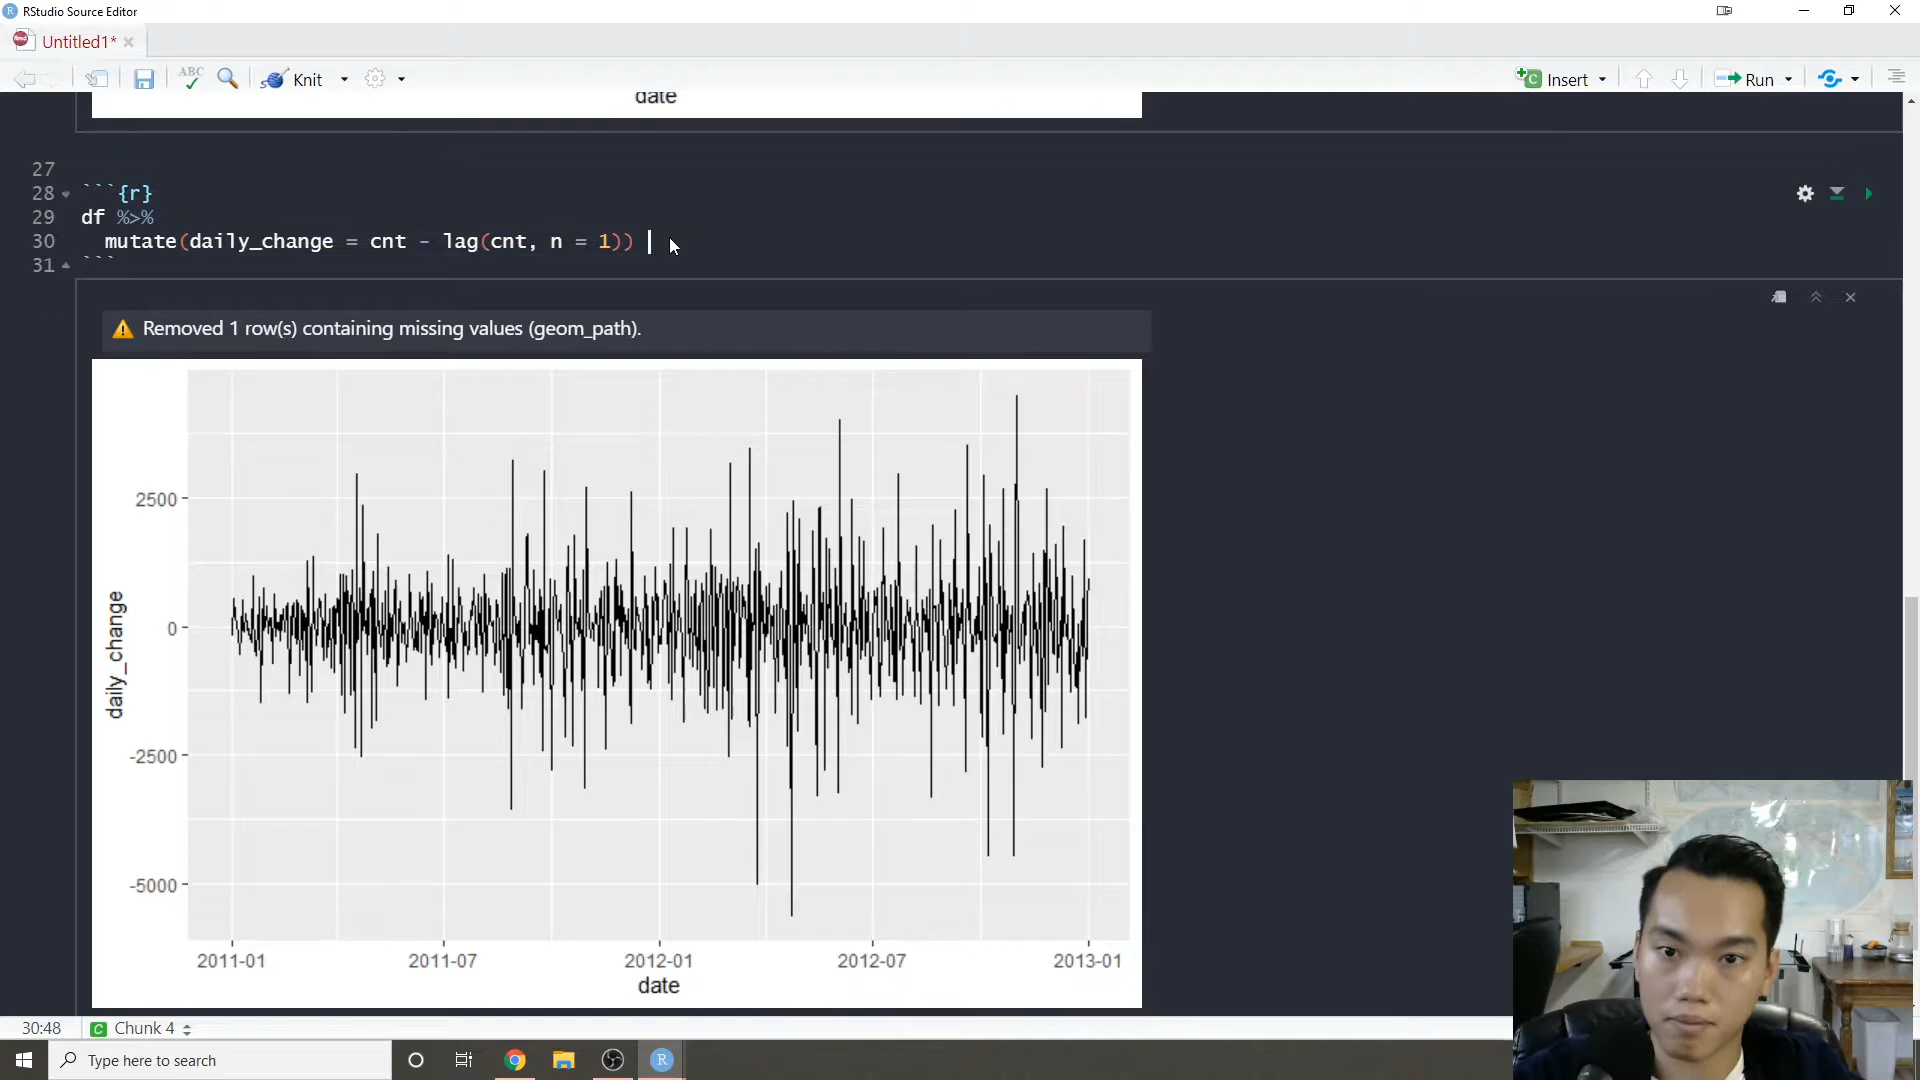 RStudio Source Editor
Untitled1*
ABC
Knit
Insert
Run
date
27
28 ```{r}
29 df %>%
30 mutate(daily_change = cnt - lag(cnt, n = 1))
31 ```
Removed 1 row(s) containing missing values (geom_path).
2500
0
-2500
-5000
daily_change
2011-01 2011-07 2012-01 2012-07 2013-01
date
30:48 C Chunk 4
Type here to search
R